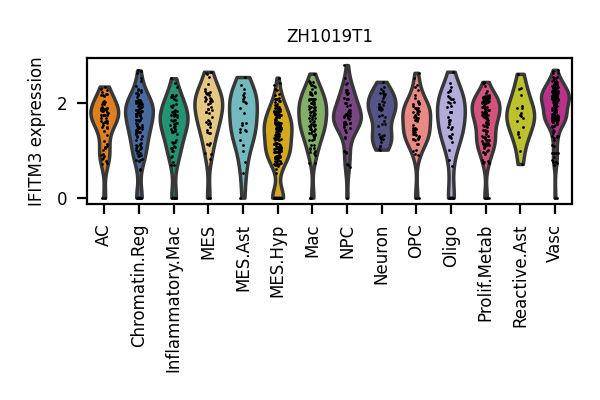 ZH1019T1
IFITM3 expression
2
0
AC
Chromatin.Reg
Inflammatory.Mac
MES
MES.Ast
MES.Hyp
Mac
NPC
Neuron
OPC
Oligo
Prolif.Metab
Reactive.Ast
Vasc